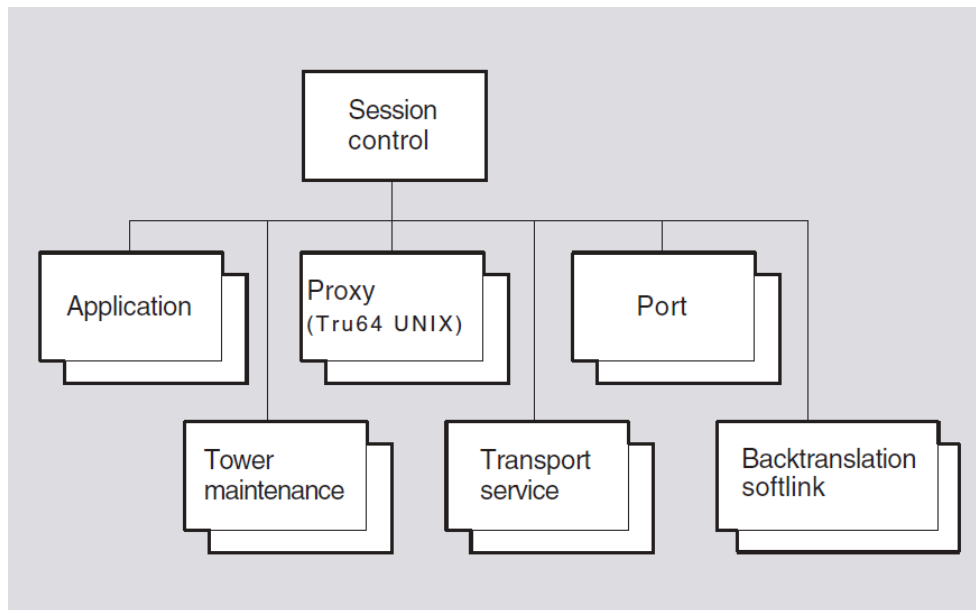 Session
control
Application
Proxy
(Tru64 UNIX)
Port
Tower
maintenance
Transport
service
Backtranslation
softlink